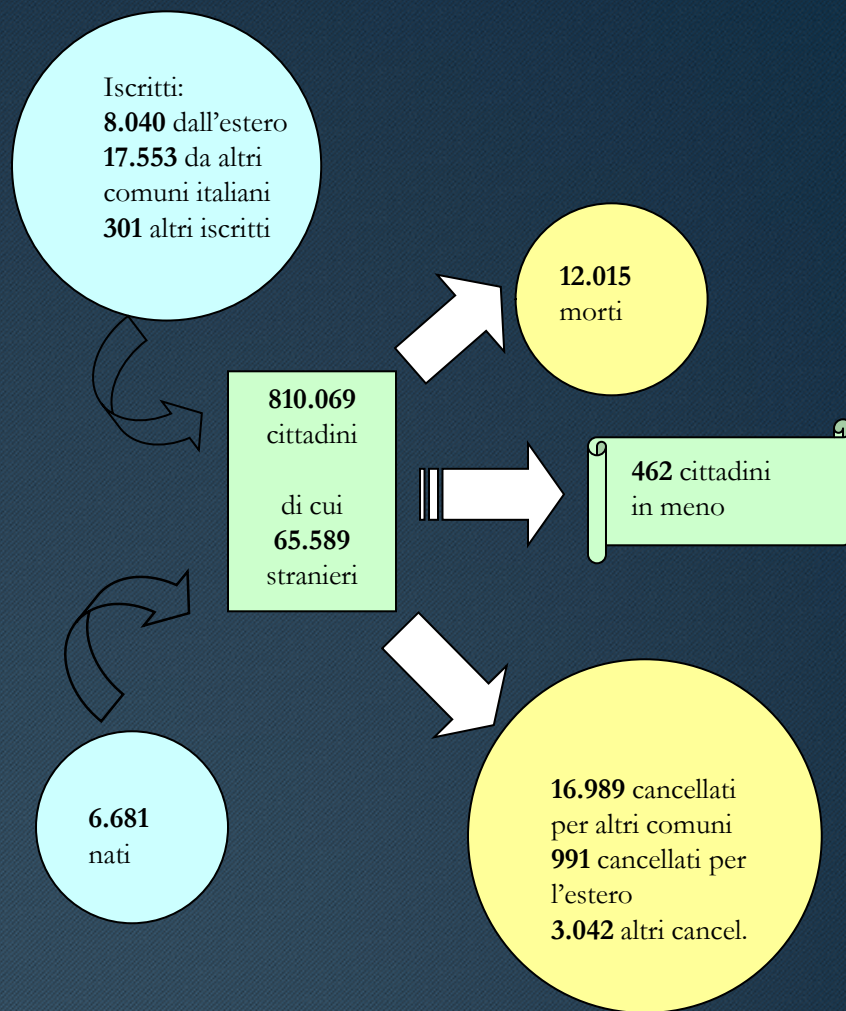 Iscritti:
8.040 dall’estero
17.553 da altri
comuni italiani
301 altri iscritti
12.015
morti
810.069
cittadini
di cui
65.589
stranieri
462 cittadini
in meno
6.681
nati
16.989 cancellati
per altri comuni
991 cancellati per
l’estero
3.042 altri cancel.